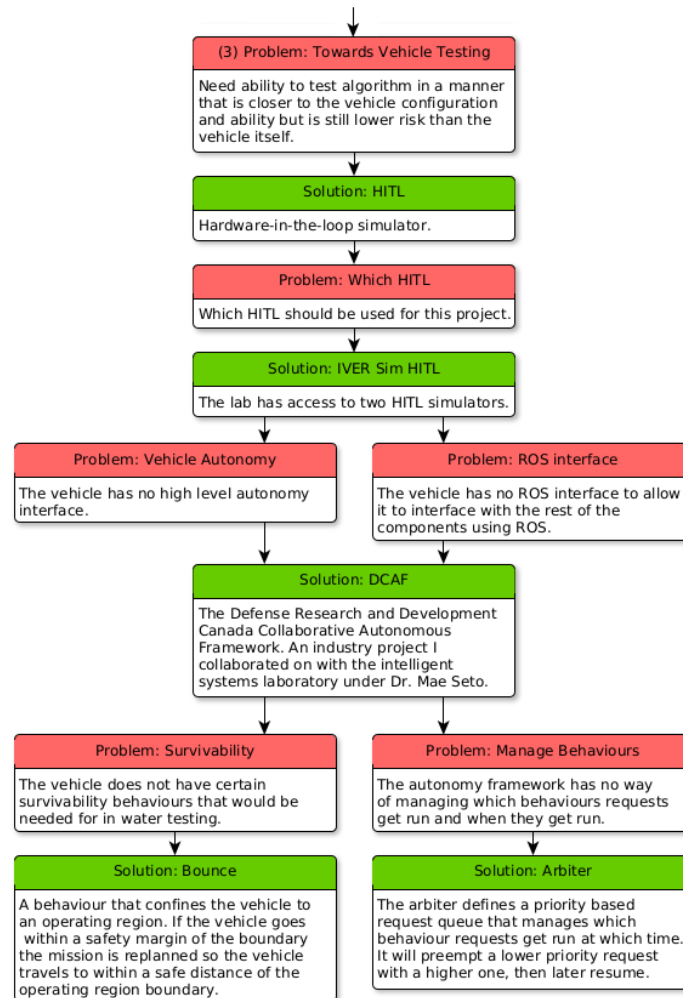 (3) Problem: Towards Vehicle Testing
Need ability to test algorithm in a manner
that is closer to the vehicle configuration
and ability but is still lower risk than the
vehicle itself.
Solution: HITL
Hardware-in-the-loop simulator.
Problem: Which HITL
Which HITL should be used for this project.
Solution: IVER Sim HITL
The lab has access to two HITL simulators.
Problem: Vehicle Autonomy
The vehicle has no high level autonomy
interface.
Problem: ROS interface
The vehicle has no ROS interface to allow
it to interface with the rest of the
components using ROS.
Solution: DCAF
The Defense Research and Development
Canada Collaborative Autonomous
Framework. An industry project I
collaborated on with the intelligent
systems laboratory under Dr. Mae Seto.
Problem: Survivability
The vehicle does not have certain
survivability behaviours that would be
needed for in water testing.
Problem: Manage Behaviours
The autonomy framework has no way
of managing which behaviours requests
get run and when they get run.
Solution: Bounce
A behaviour that confines the vehicle to
an operating region. If the vehicle goes
within a safety margin of the boundary
the mission is replanned so the vehicle
travels to within a safe distance of the
operating region boundary.
Solution: Arbiter
The arbiter defines a priority based
request queue that manages which
behaviour requests get run at which time.
It will preempt a lower priority request
with a higher one, then later resume.